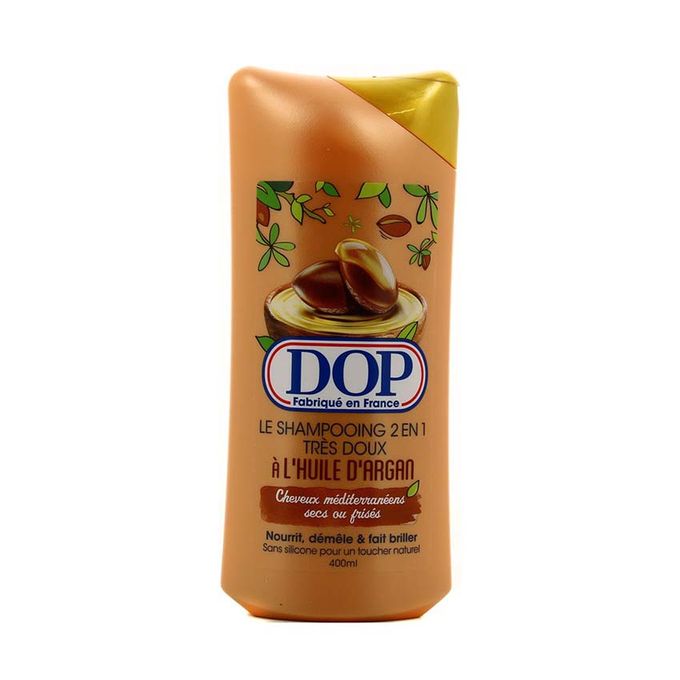 DOP
Fabriqué en France
LE SHAMPOOING 2 EN 1
TRÈS DOUX
À L'HUILE D'ARGAN
Cheveux méditerranéens
secs ou frisés
Nourrit, démêle & fait briller
Sans silicone pour un toucher naturel
400ml